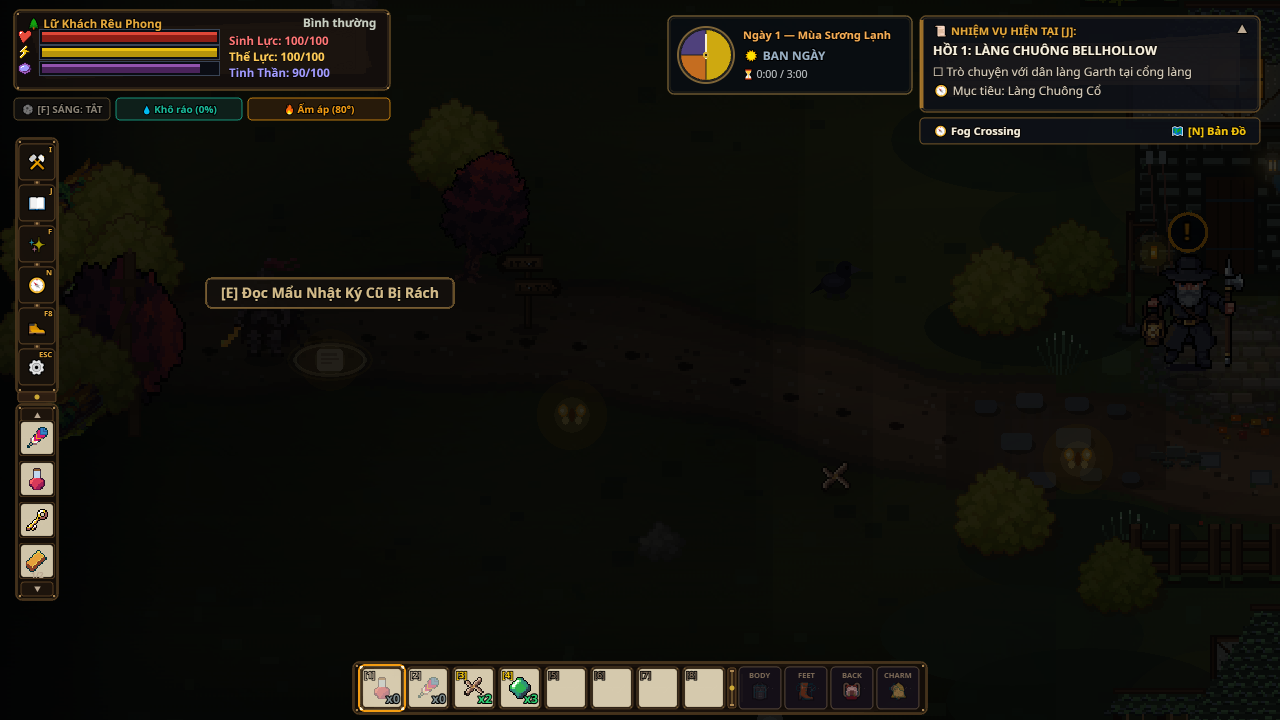 Lữ Khách Rêu Phong
Bình thường
Sinh Lực: 100/100
Thể Lực: 100/100
Tinh Thần: 90/100
[F] SÁNG: TẮT
Khô ráo (0%)
Ấm áp (80°)
Ngày 1 — Mùa Sương Lạnh
BAN NGÀY
0:00 / 3:00
NHIỆM VỤ HIỆN TẠI [J]:
HỒI 1: LÀNG CHUÔNG BELLHOLLOW
Trò chuyện với dân làng Garth tại cổng làng
Mục tiêu: Làng Chuông Cổ
Fog Crossing
[N] Bản Đồ
I
J
F
N
F8
ESC
[E] Đọc Mẩu Nhật Ký Cũ Bị Rách
!
[1] x0
[2] x0
[3] x2
[4] x3
[5]
[6]
[7]
[8]
BODY
FEET
BACK
CHARM